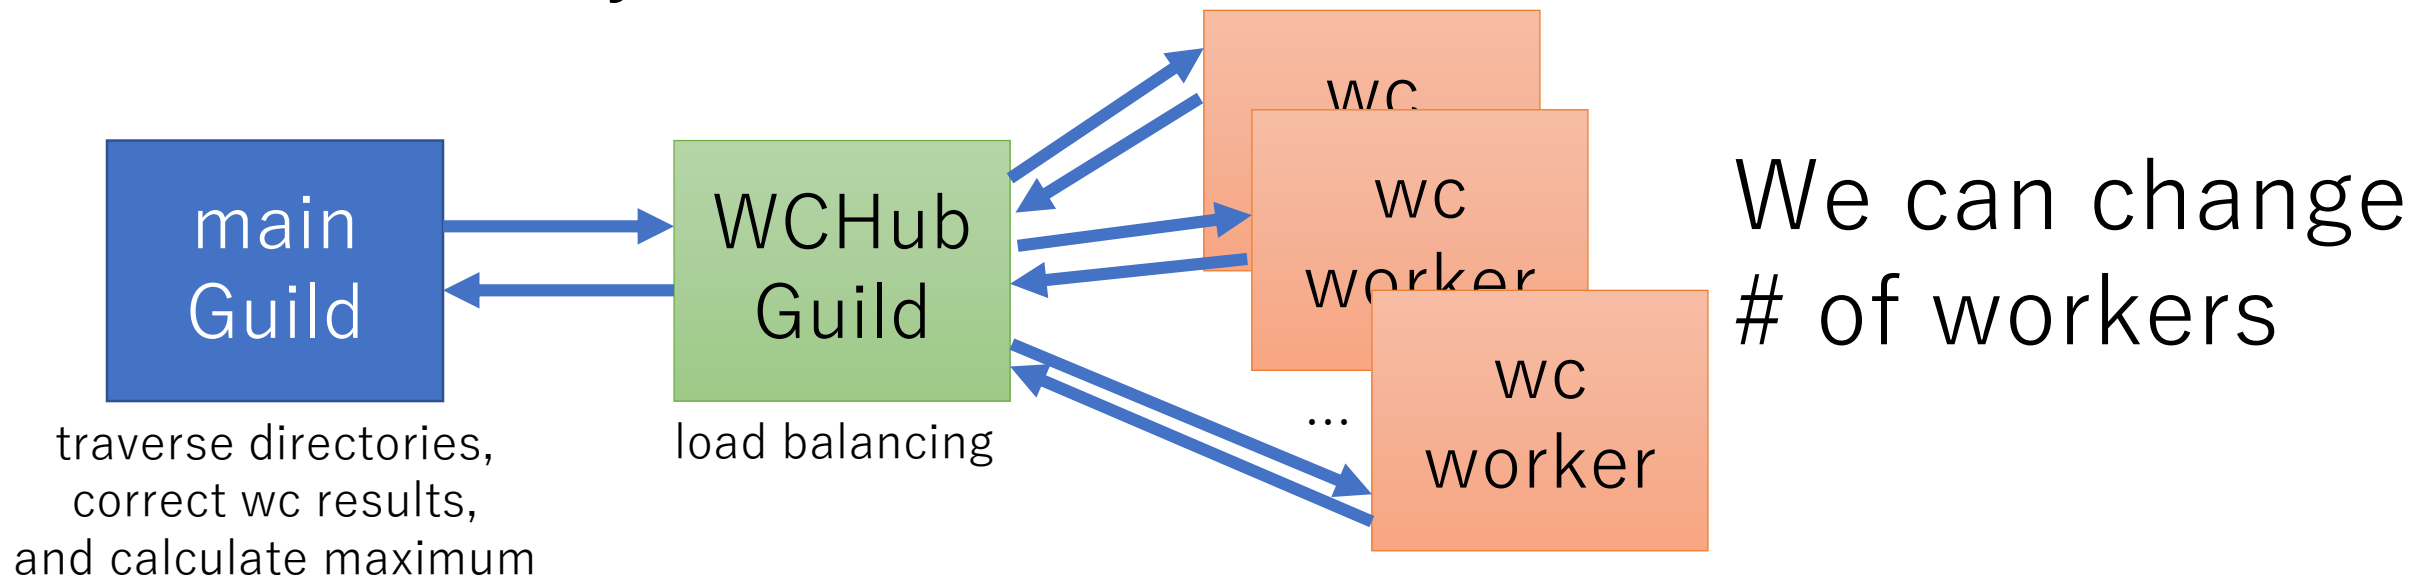 main
Guild
traverse directories,
correct wc results,
and calculate maximum
WCHub
Guild
load balancing
wc
wc
worker
...
wc
worker
We can change
# of workers